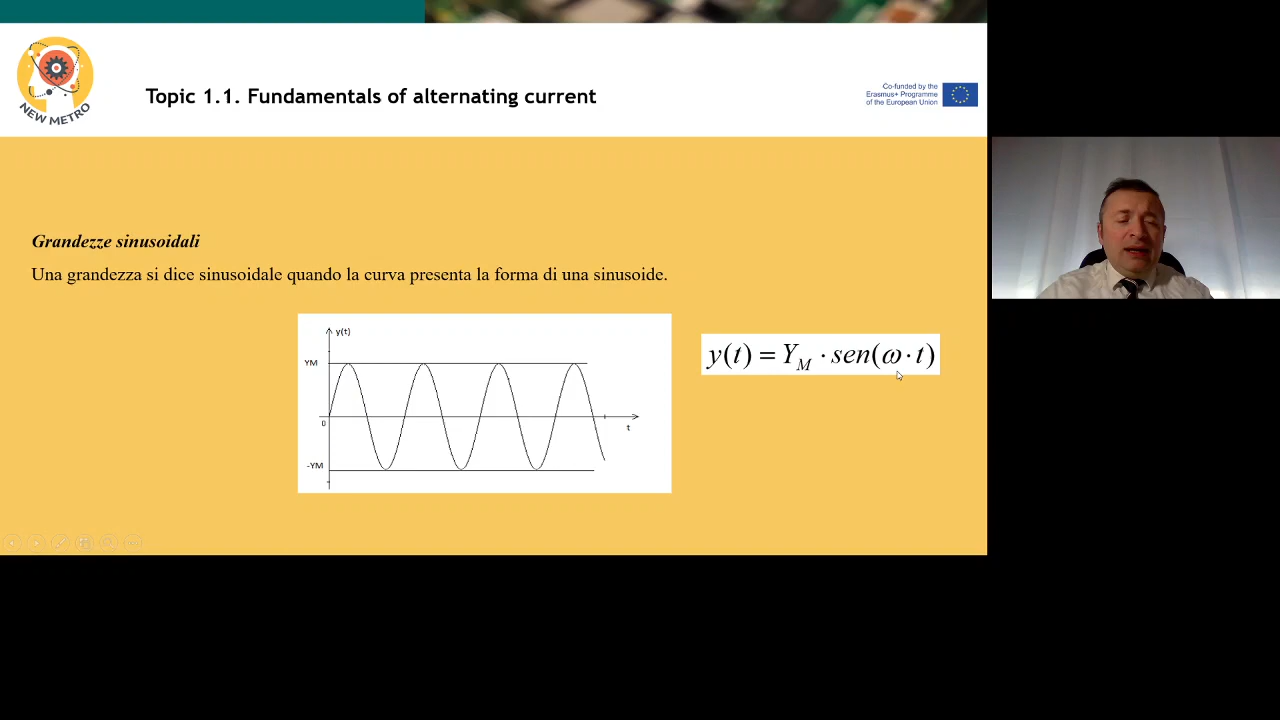 NEW METRO
Topic 1.1. Fundamentals of alternating current
Co-funded by the
Erasmus+ Programme
of the European Union
Grandezze sinusoidali
Una grandezza si dice sinusoidale quando la curva presenta la forma di una sinusoide.
y(t)
YM
0
t
-YM
y(t) = Y_M · sen(ω · t)